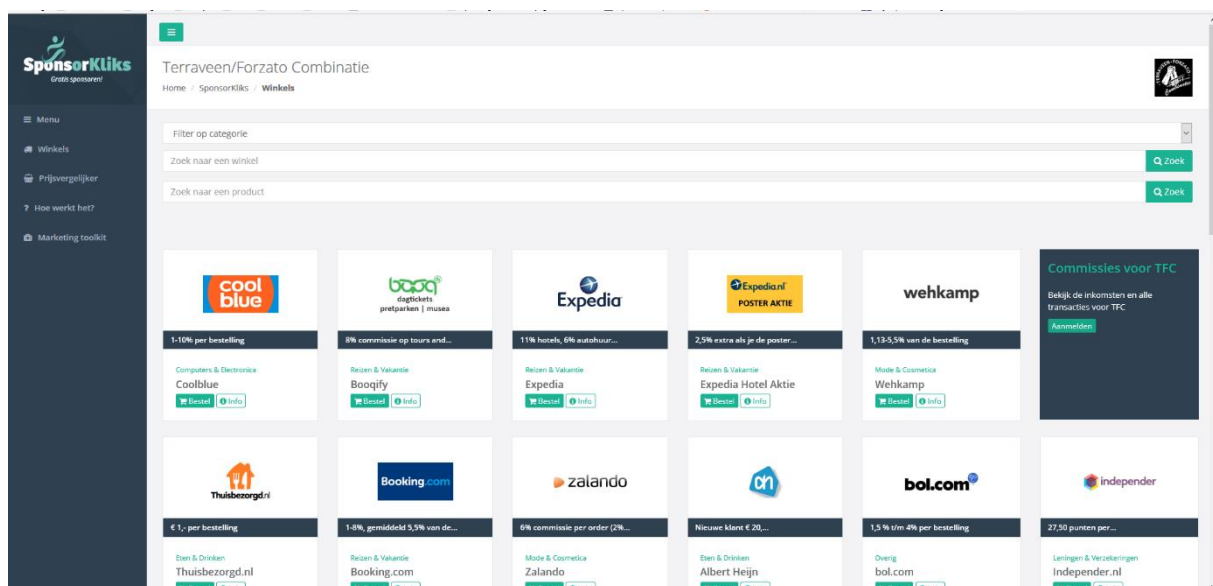 SponsorKliks
Gratis sponsoren!
Menu
Winkels
Prijsvergelijker
? Hoe werkt het?
Marketing toolkit
Terraveen/Forzato Combinatie
Home / SponsorKliks / Winkels
Filter op categorie
Zoek naar een winkel
Zoek
Zoek naar een product
Zoek
cool
blue
1-10% per bestelling
Computers & Electronica
Coolblue
Bestel Info
booq
dagtickets
pretparken | musea
8% commissie op tours and...
Reizen & Vakantie
Booqify
Bestel Info
Expedia
11% hotels, 6% autohuur...
Reizen & Vakantie
Expedia
Bestel Info
Expedia.nl
POSTER AKTIE
2,5% extra als je de poster...
Reizen & Vakantie
Expedia Hotel Aktie
Bestel Info
wehkamp
1,13-5,5% van de bestelling
Mode & Cosmetica
Wehkamp
Bestel Info
Commissies voor TFC
Bekijk de inkomsten en alle
transacties voor TFC
Aanmelden
Thuisbezorgd.nl
€ 1,- per bestelling
Eten & Drinken
Thuisbezorgd.nl
Booking.com
1-8%, gemiddeld 5,5% van de...
Reizen & Vakantie
Booking.com
zalando
6% commissie per order (2%...
Mode & Cosmetica
Zalando
ah
Nieuwe klant € 20,...
Eten & Drinken
Albert Heijn
bol.com
1,5 % t/m 4% per bestelling
Overig
bol.com
independer
27,50 punten per...
Leningen & Verzekeringen
Independer.nl